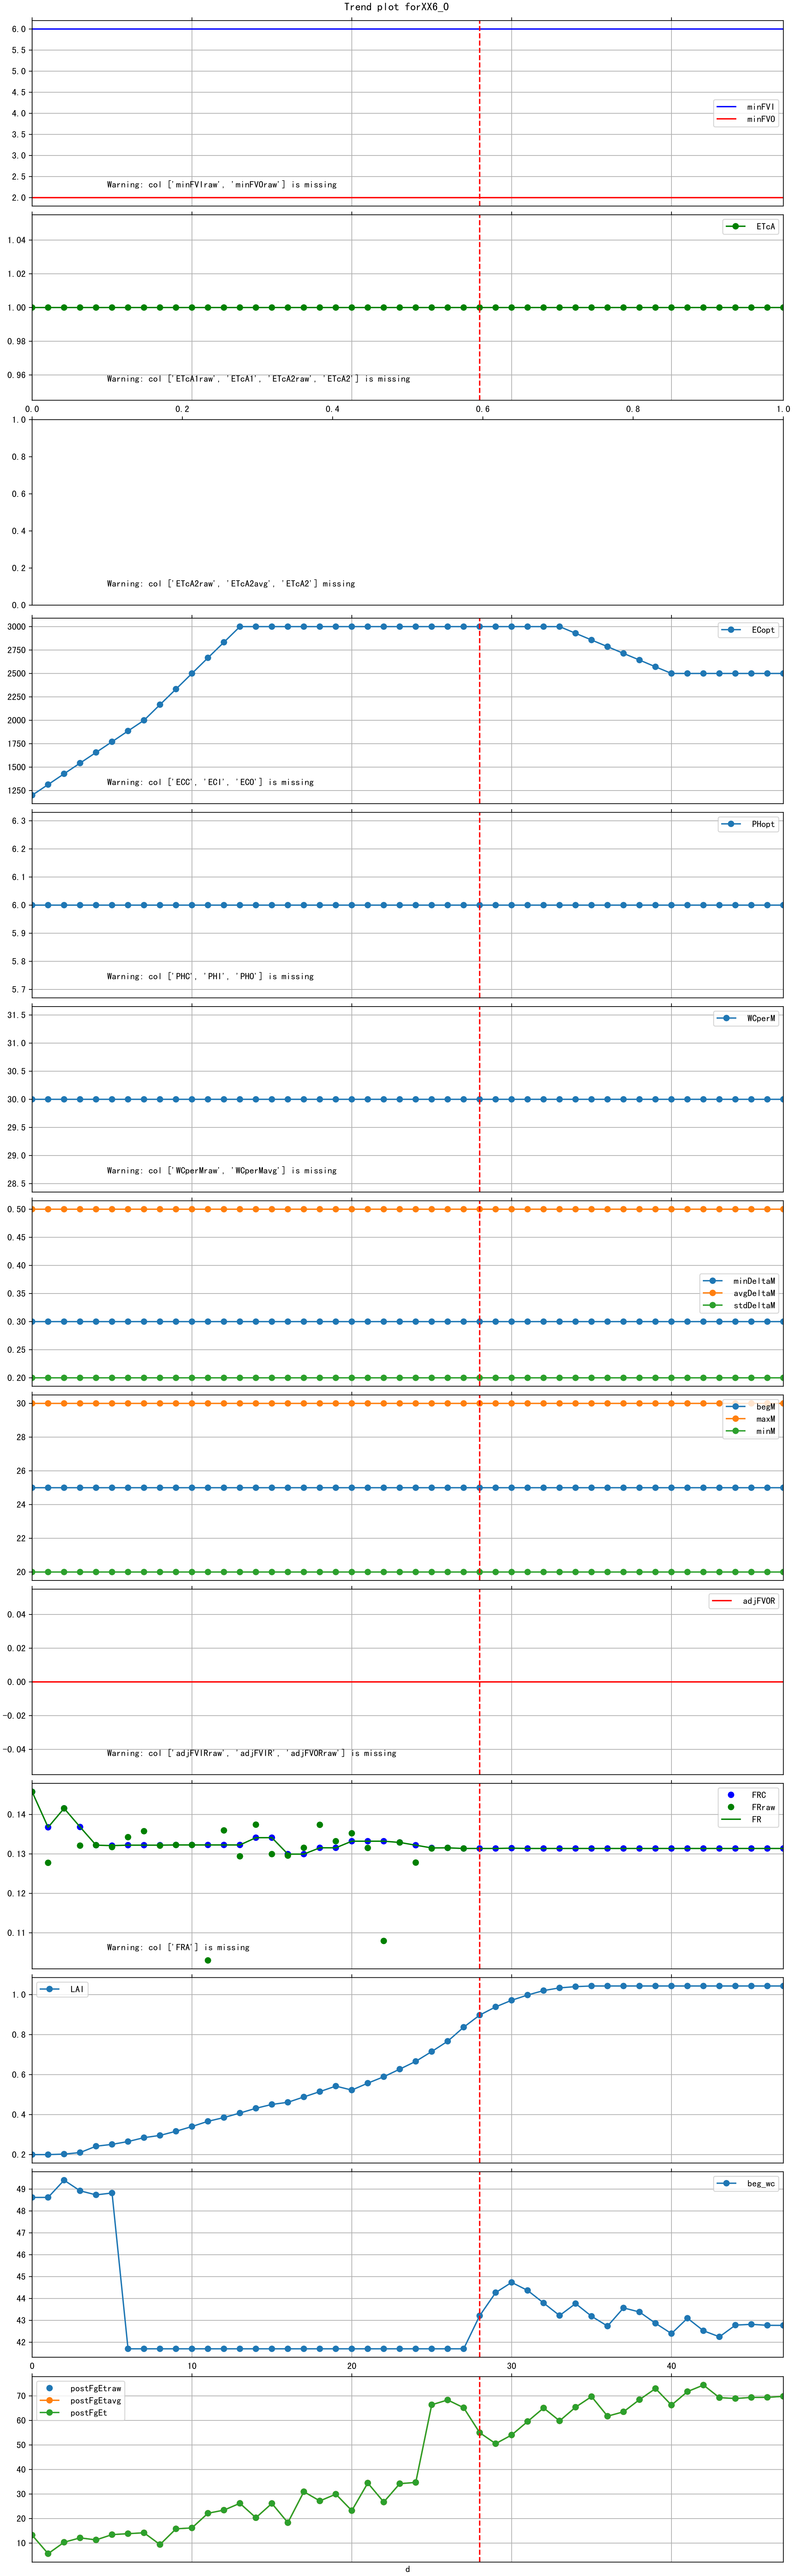 Trend plot forXX6_0
6.0
5.5
5.0
4.5
4.0
3.5
3.0
2.5
2.0
minFVI
minFVO
Warning: col ['minFVIraw', 'minFVOraw'] is missing
1.04
1.02
1.00
0.98
0.96
ETcA
Warning: col ['ETcA1raw', 'ETcA1', 'ETcA2raw', 'ETcA2'] is missing
0.0 0.2 0.4 0.6 0.8 1.0
1.0
0.8
0.6
0.4
0.2
0.0
Warning: col ['ETcA2raw', 'ETcA2avg', 'ETcA2'] missing
3000
2750
2500
2250
2000
1750
1500
1250
ECopt
Warning: col ['ECC', 'ECI', 'ECO'] is missing
6.3
6.2
6.1
6.0
5.9
5.8
5.7
PHopt
Warning: col ['PHC', 'PHI', 'PHO'] is missing
31.5
31.0
30.5
30.0
29.5
29.0
28.5
WCperM
Warning: col ['WCperMraw', 'WCperMavg'] is missing
0.50
0.45
0.40
0.35
0.30
0.25
0.20
minDeltaM
avgDeltaM
stdDeltaM
30
28
26
24
22
20
begM
maxM
minM
0.04
0.02
0.00
-0.02
-0.04
adjFVOR
Warning: col ['adjFVIRraw', 'adjFVIR', 'adjFVORraw'] is missing
0.14
0.13
0.12
0.11
FRC
FRraw
FR
Warning: col ['FRA'] is missing
1.0
0.8
0.6
0.4
0.2
LAI
49
48
47
46
45
44
43
42
beg_wc
0 10 20 30 40
70
60
50
40
30
20
10
postFgEtraw
postFgEtavg
postFgEt
d